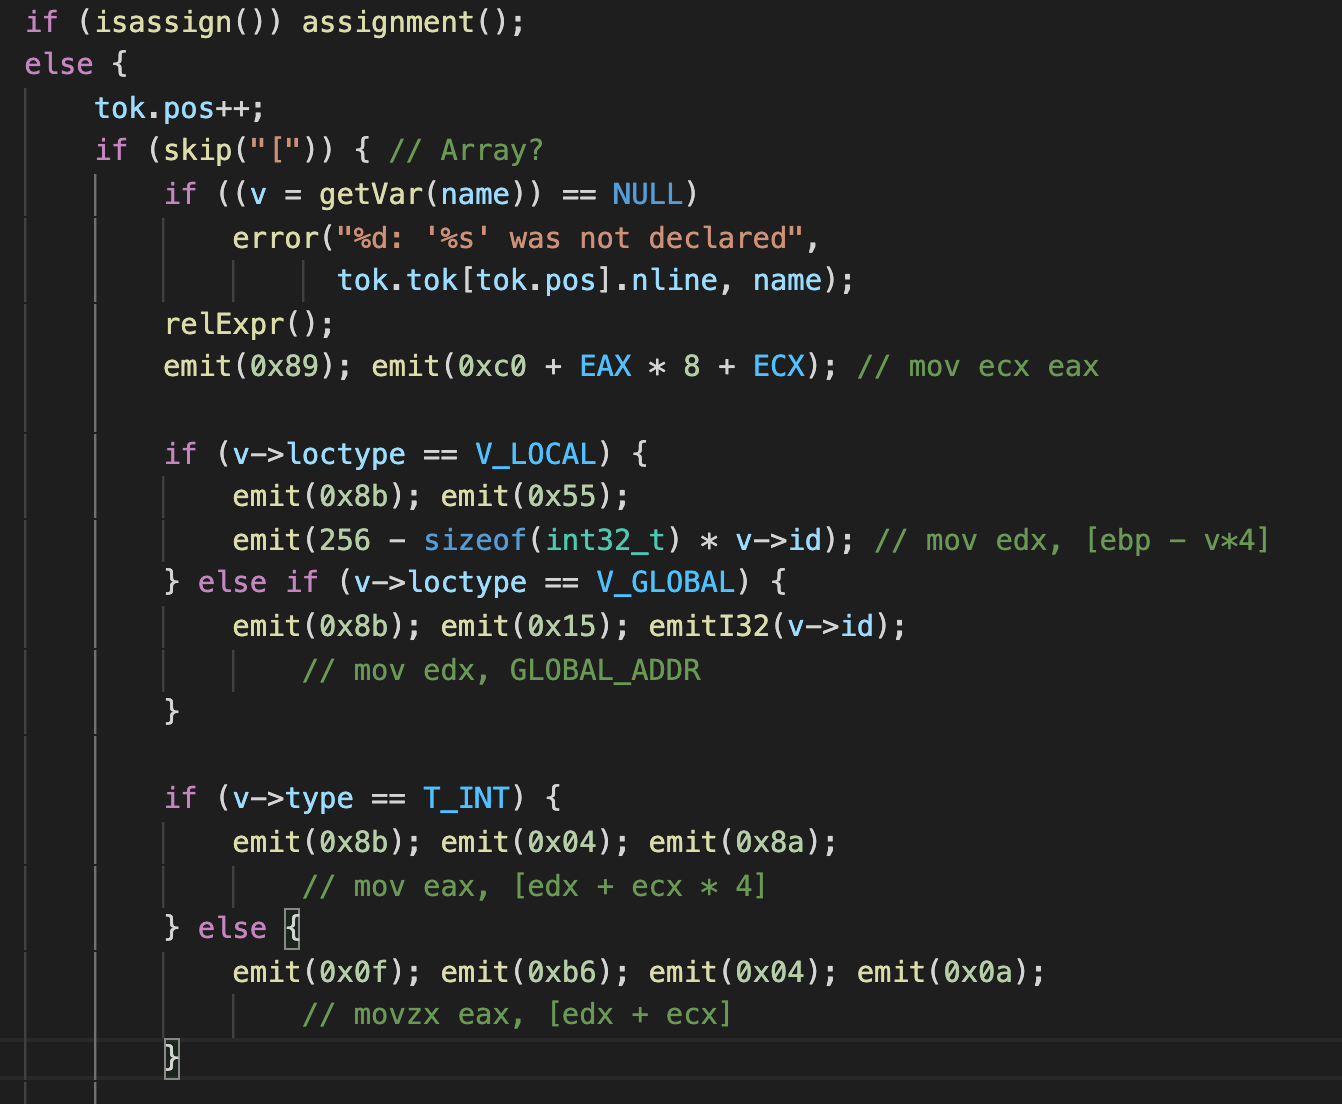 if (isassign()) assignment();
else {
    tok.pos++;
    if (skip("[")) { // Array?
        if ((v = getVar(name)) == NULL)
            error("%d: '%s' was not declared",
                  tok.tok[tok.pos].nline, name);
        relExpr();
        emit(0x89); emit(0xc0 + EAX * 8 + ECX); // mov ecx eax

        if (v->loctype == V_LOCAL) {
            emit(0x8b); emit(0x55);
            emit(256 - sizeof(int32_t) * v->id); // mov edx, [ebp - v*4]
        } else if (v->loctype == V_GLOBAL) {
            emit(0x8b); emit(0x15); emitI32(v->id);
                // mov edx, GLOBAL_ADDR
        }

        if (v->type == T_INT) {
            emit(0x8b); emit(0x04); emit(0x8a);
                // mov eax, [edx + ecx * 4]
        } else {
            emit(0x0f); emit(0xb6); emit(0x04); emit(0x0a);
                // movzx eax, [edx + ecx]
        }